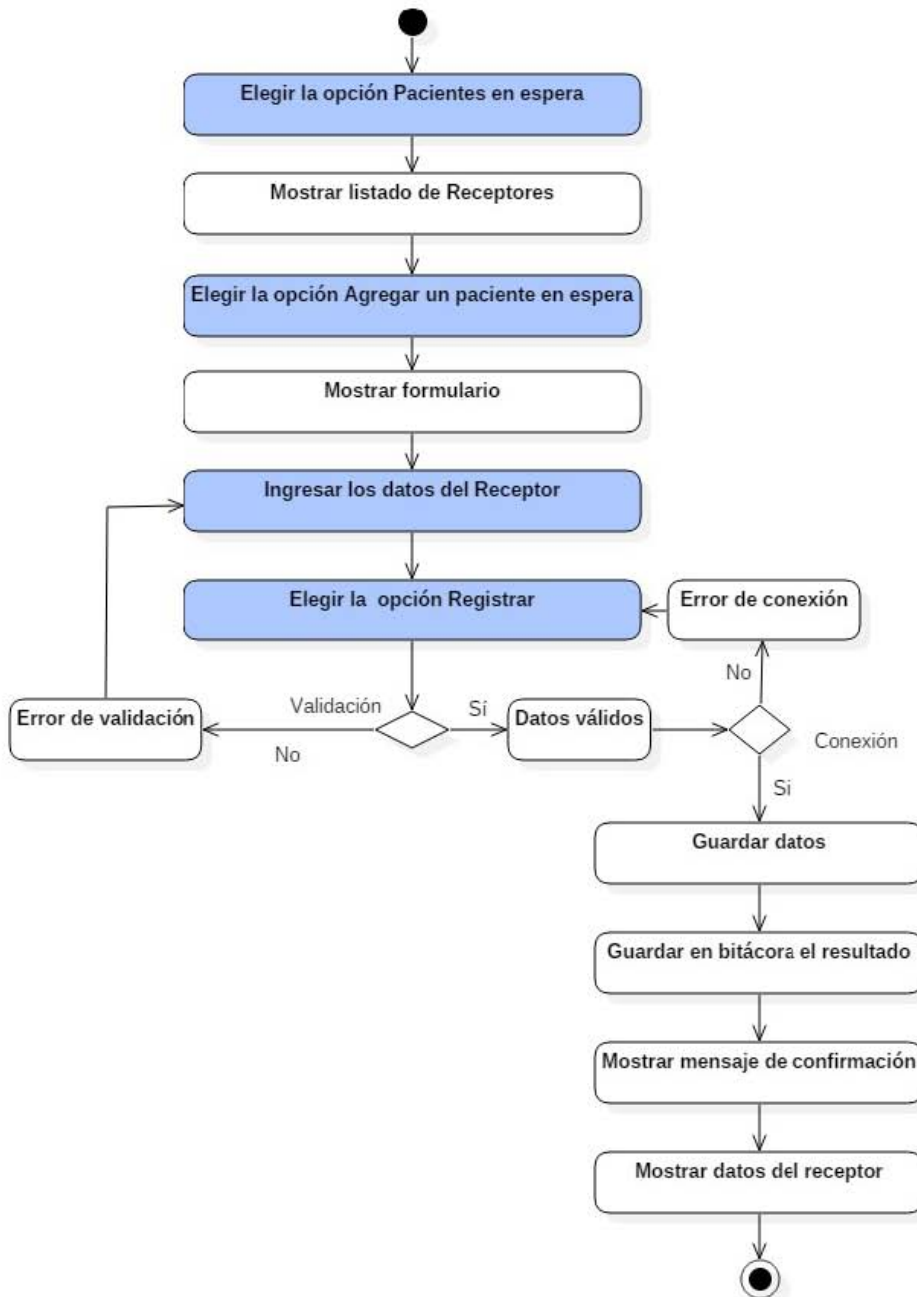 Elegir la opción Pacientes en espera
Mostrar listado de Receptores
Elegir la opción Agregar un paciente en espera
Mostrar formulario
Ingresar los datos del Receptor
Elegir la opción Registrar
Error de conexión
No
Error de validación
Validación
No
Sí
Datos válidos
Conexión
Si
Guardar datos
Guardar en bitácora el resultado
Mostrar mensaje de confirmación
Mostrar datos del receptor